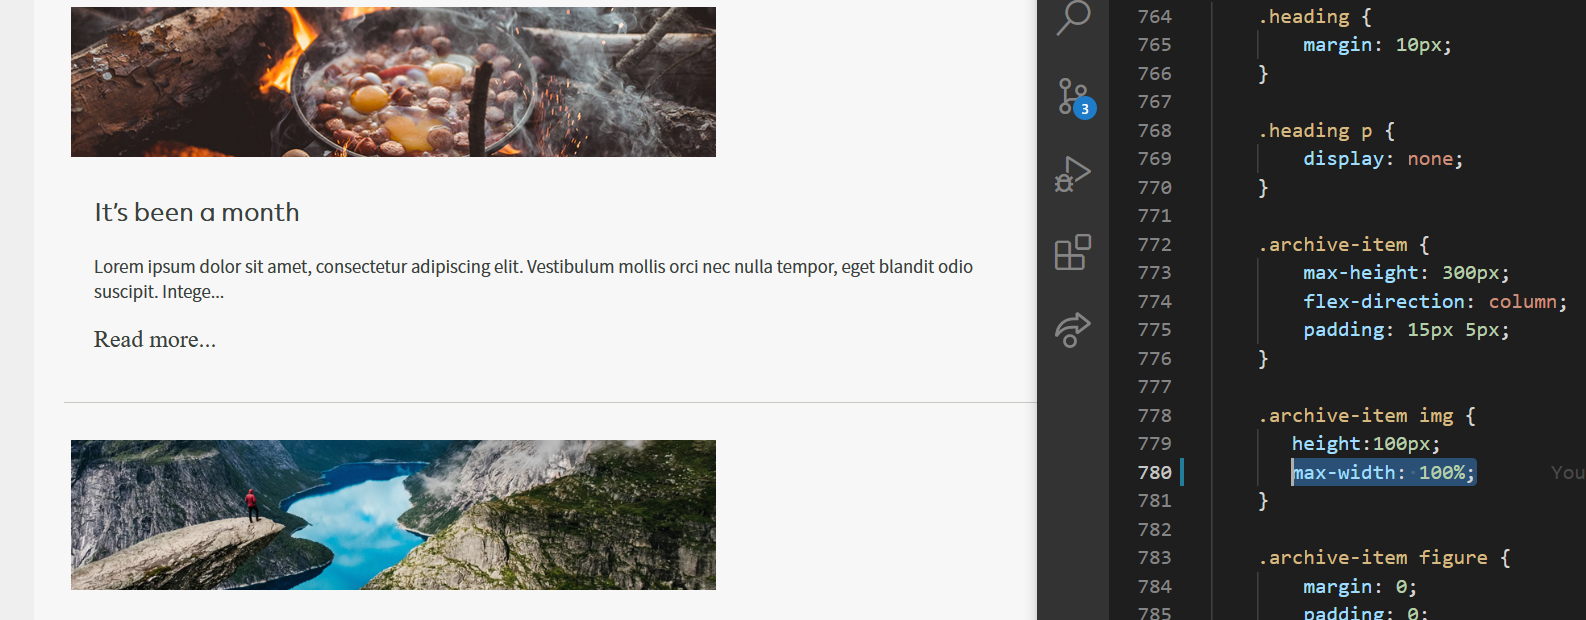 It's been a month
Lorem ipsum dolor sit amet, consectetur adipiscing elit. Vestibulum mollis orci nec nulla tempor, eget blandit odio
suscipit. Intege...
Read more...
3
764 .heading {
765 margin: 10px;
766 }
767
768 .heading p {
769 display: none;
770 }
771
772 .archive-item {
773 max-height: 300px;
774 flex-direction: column;
775 padding: 15px 5px;
776 }
777
778 .archive-item img {
779 height:100px;
780 max-width: 100%; You
781 }
782
783 .archive-item figure {
784 margin: 0;
785 padding: 0;